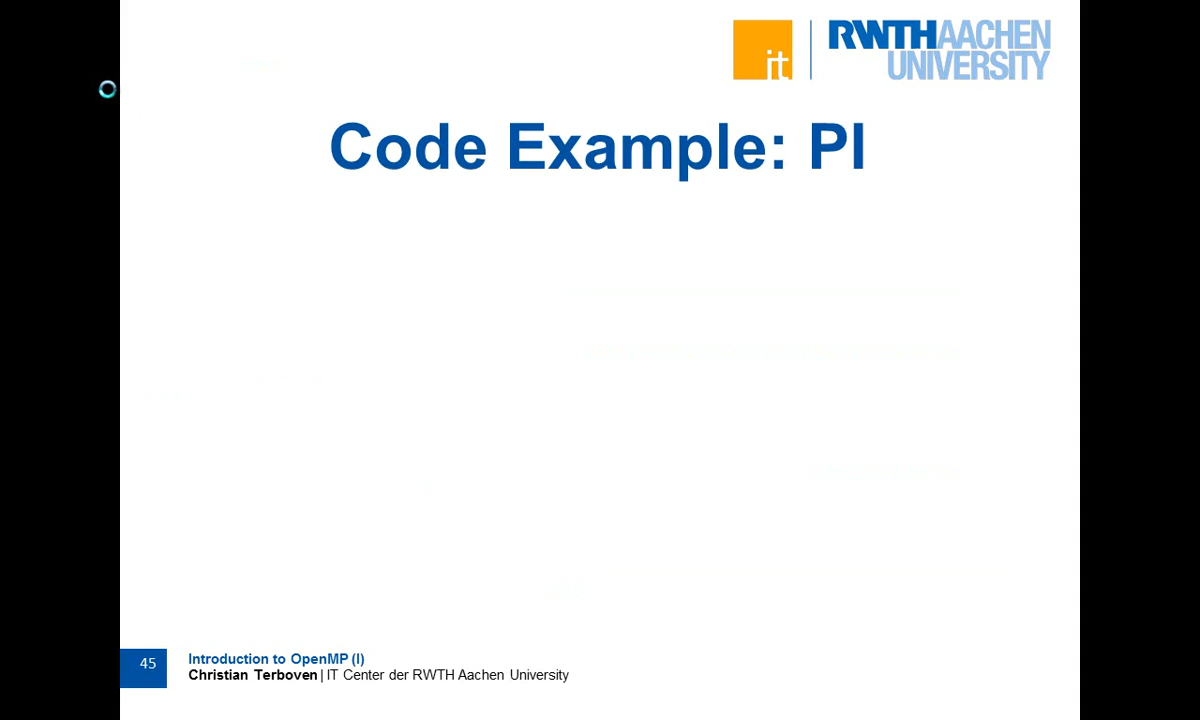 it
RWTHAACHEN
UNIVERSITY
Code Example: PI
45
Introduction to OpenMP (I)
Christian Terboven | IT Center der RWTH Aachen University